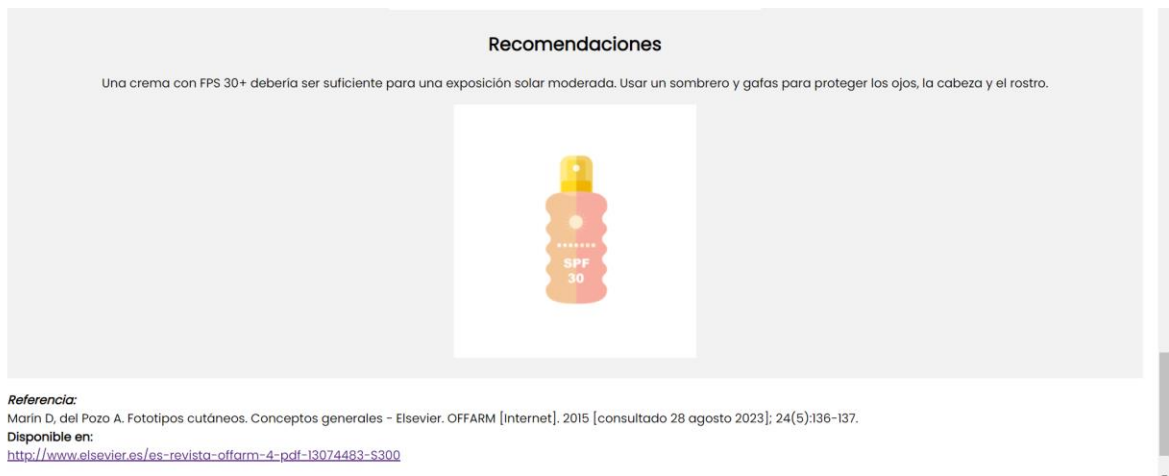 Recomendaciones
Una crema con FPS 30+ debería ser suficiente para una exposición solar moderada. Usar un sombrero y gafas para proteger los ojos, la cabeza y el rostro.
SPF
30
Referencia:
Marín D, del Pozo A. Fototipos cutáneos. Conceptos generales - Elsevier. OFFARM [Internet]. 2015 [consultado 28 agosto 2023]; 24(5):136-137.
Disponible en:
http://www.elsevier.es/es-revista-offarm-4-pdf-13074483-S300